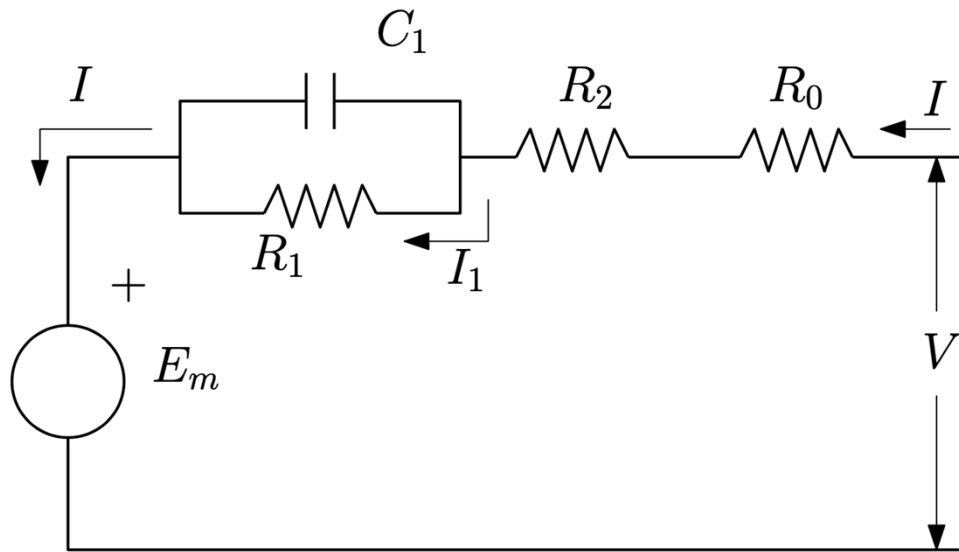 C₁
I
R₂
R₀
I
R₁
I₁
+
Eₘ
V